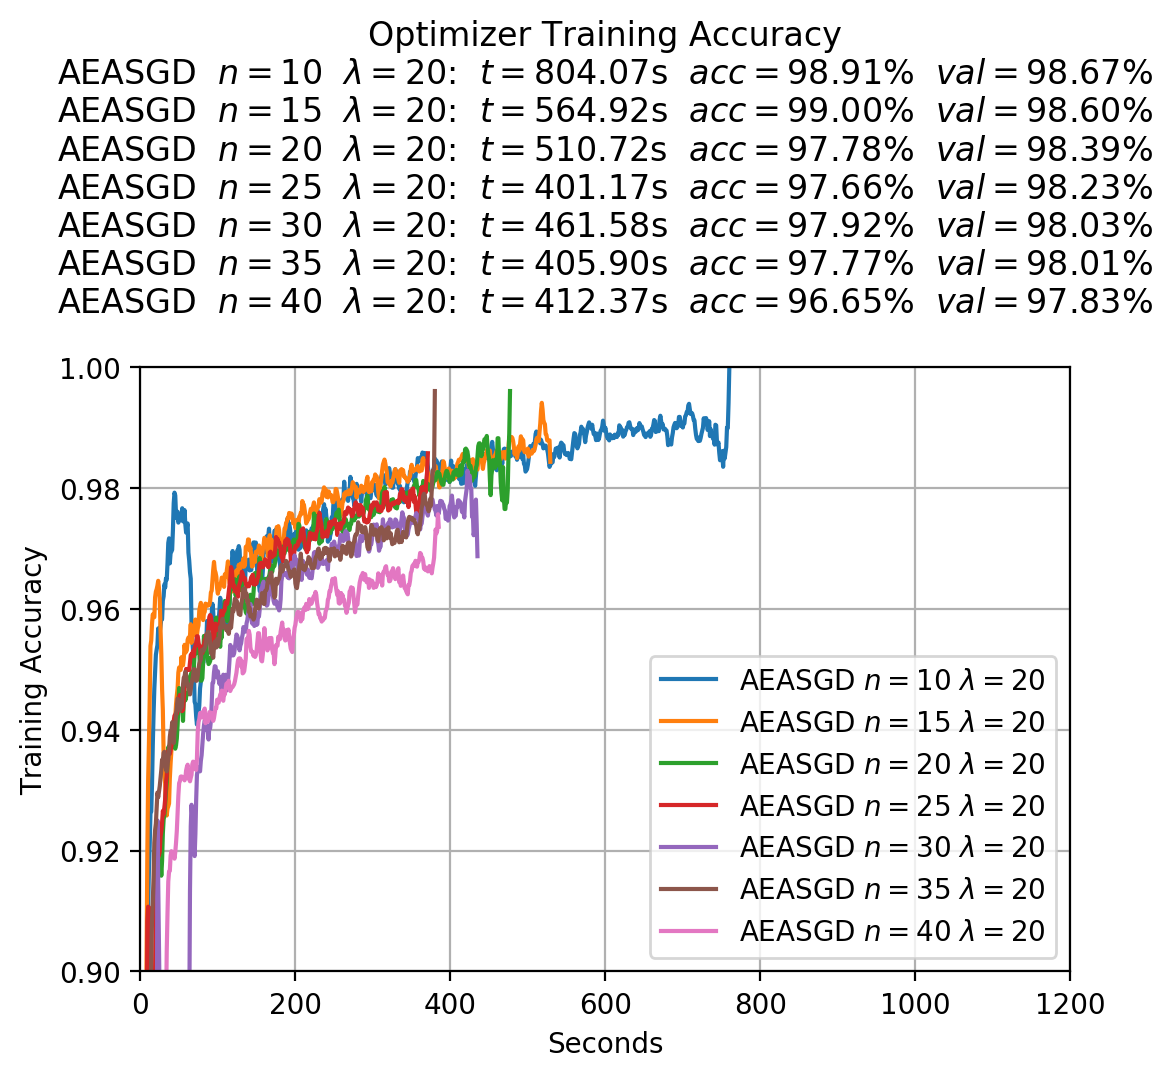 Optimizer Training Accuracy
AEASGD n = 10 λ = 20: t = 804.07s acc = 98.91% val = 98.67%
AEASGD n = 15 λ = 20: t = 564.92s acc = 99.00% val = 98.60%
AEASGD n = 20 λ = 20: t = 510.72s acc = 97.78% val = 98.39%
AEASGD n = 25 λ = 20: t = 401.17s acc = 97.66% val = 98.23%
AEASGD n = 30 λ = 20: t = 461.58s acc = 97.92% val = 98.03%
AEASGD n = 35 λ = 20: t = 405.90s acc = 97.77% val = 98.01%
AEASGD n = 40 λ = 20: t = 412.37s acc = 96.65% val = 97.83%
1.00
0.98
0.96
0.94
0.92
0.90
Training Accuracy
AEASGD n = 10 λ = 20
AEASGD n = 15 λ = 20
AEASGD n = 20 λ = 20
AEASGD n = 25 λ = 20
AEASGD n = 30 λ = 20
AEASGD n = 35 λ = 20
AEASGD n = 40 λ = 20
0 200 400 600 800 1000 1200
Seconds